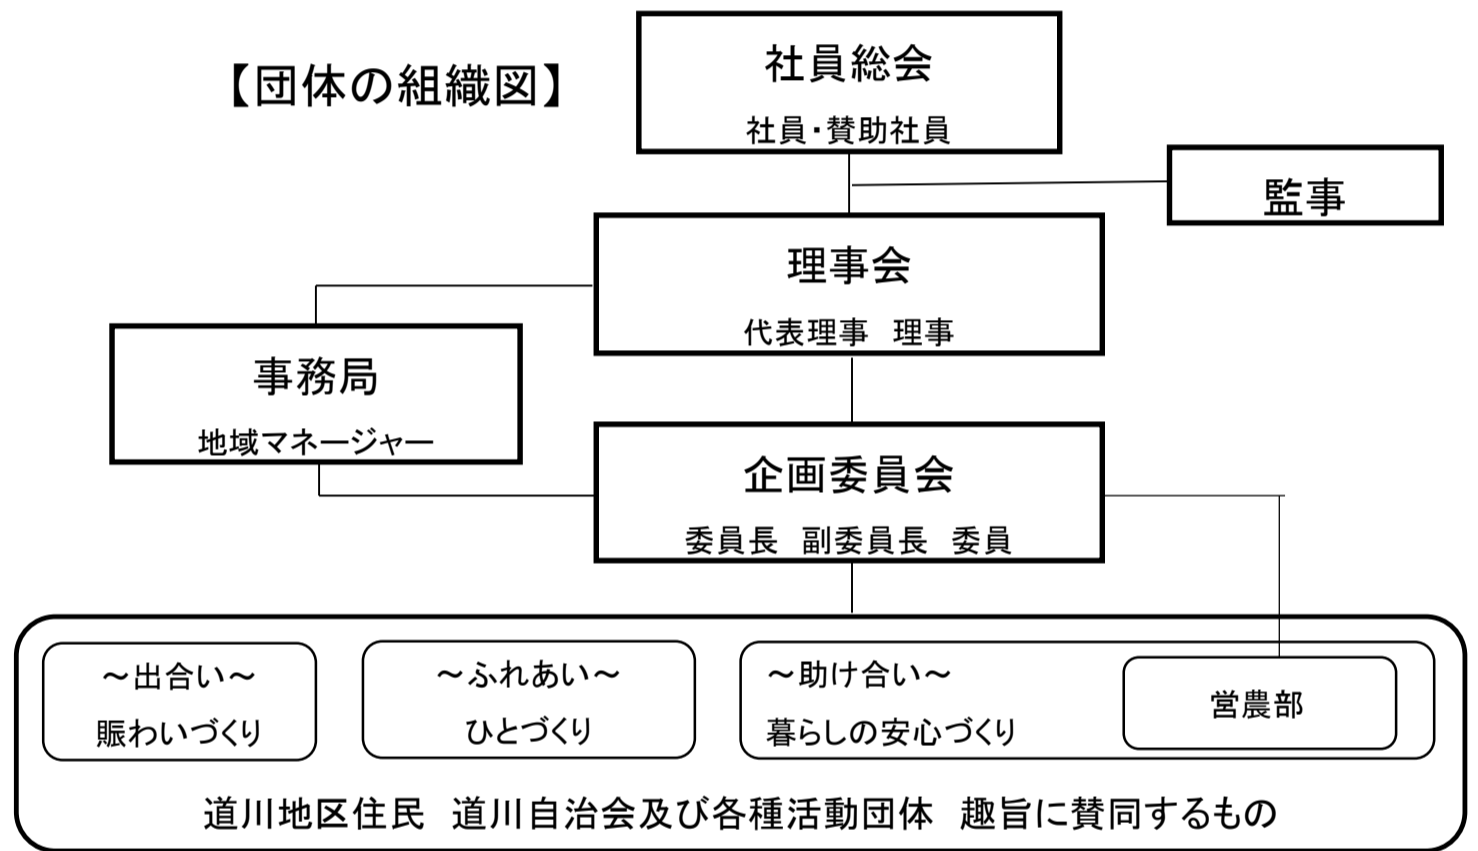 【団体の組織図】
社員総会
社員・賛助社員
監事
理事会
代表理事　理事
事務局
地域マネージャー
企画委員会
委員長　副委員長　委員
～出合い～
賑わいづくり
～ふれあい～
ひとづくり
～助け合い～
暮らしの安心づくり
営農部
道川地区住民　道川自治会及び各種活動団体　趣旨に賛同するもの